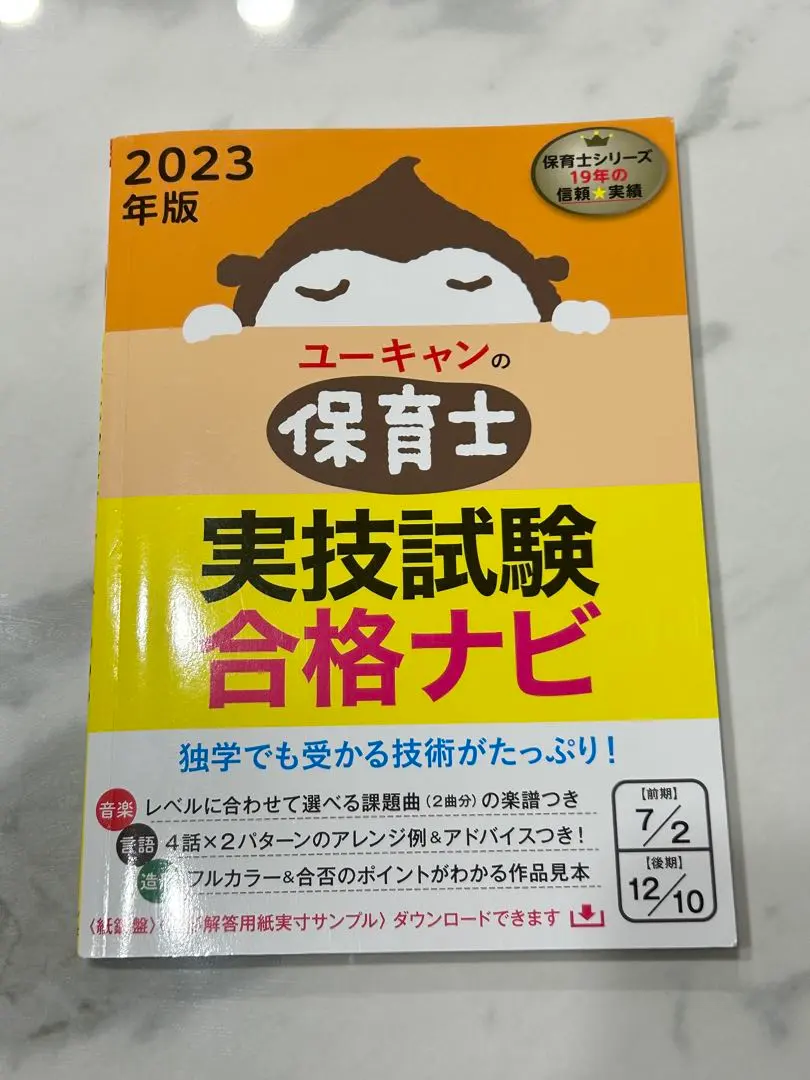 2023
年版
保育士シリーズ
19年の
信頼★実績
ユーキャンの
保育士
実技試験
合格ナビ
独学でも受かる技術がたっぷり!
音楽 レベルに合わせて選べる課題曲(2曲分)の楽譜つき
言語 4話×2パターンのアレンジ例&アドバイスつき!
造 フルカラー&合否のポイントがわかる作品見本
〈紙鍵盤〉 解答用紙実寸サンプル〉ダウンロードできます
【前期】
7/2
【後期】
12/10